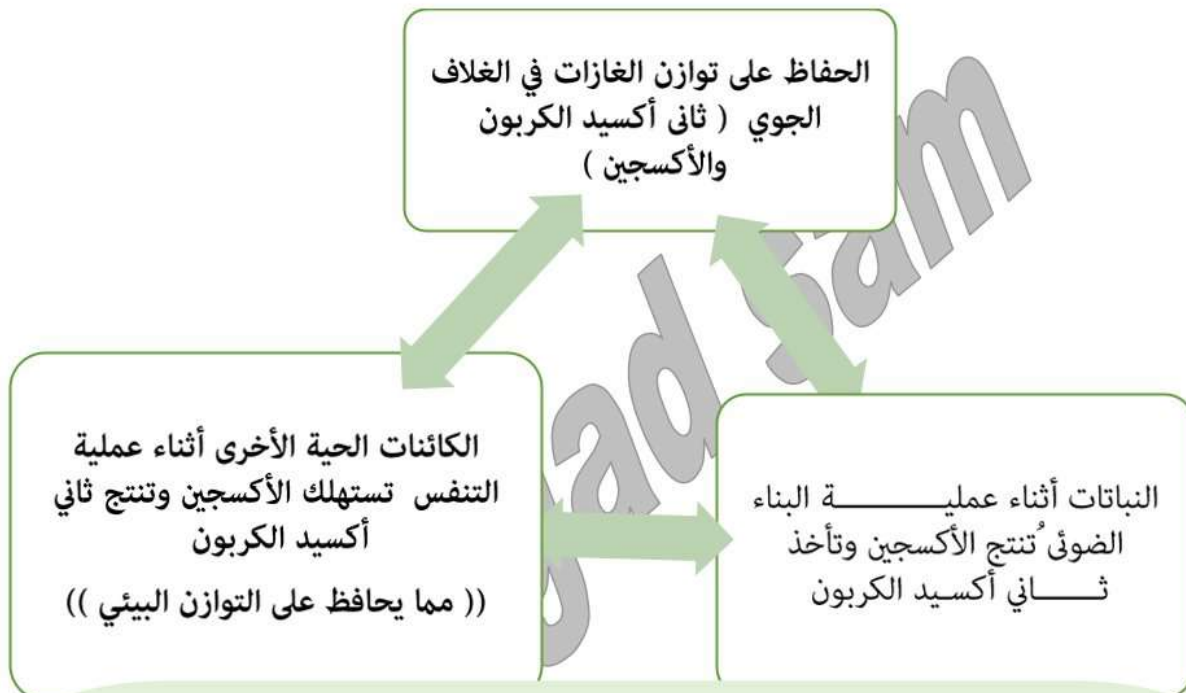 الحفاظ على توازن الغازات في الغلاف
الجوي ( ثانى أكسيد الكربون
والأكسجين )
النباتات أثناء عمليـــــــــــة البناء
الضوئى ُتنتج الأكسجين وتأخذ
ثـــــــاني أكسـيد الكربون
الكائنات الحية الأخرى أثناء عملية
التنفس تستهلك الأكسجين وتنتج ثاني
أكسيد الكربون
(( مما يحافظ على التوازن البيئي ))